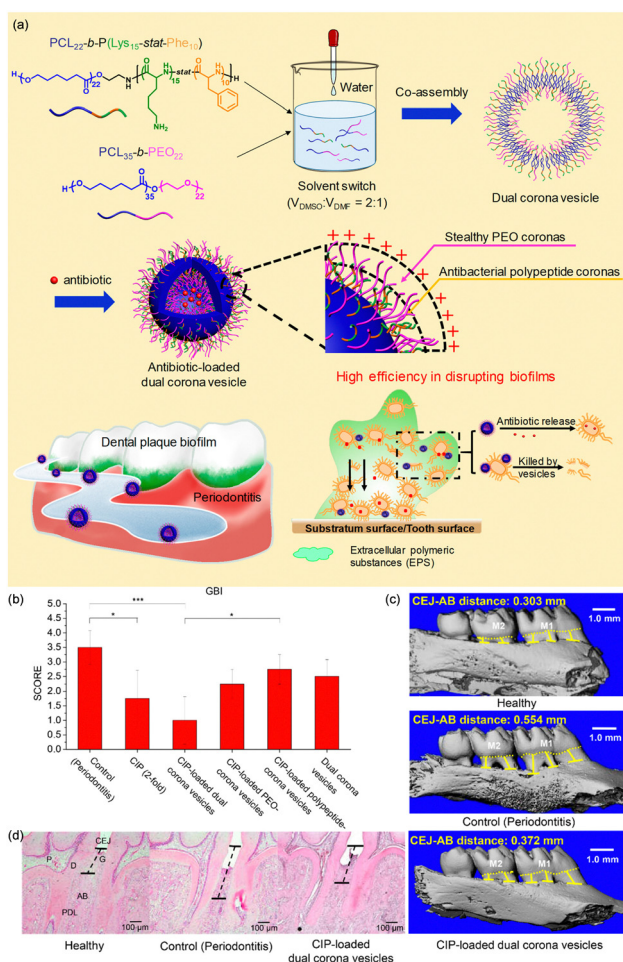 (a)
PCL22-b-P(Lys15-stat-Phe10)
H
O
O
22
O
N
H
O
H
N
15
stat
O
H
N
10
H
NH2
PCL35-b-PEO22
H
O
O
35
O
O
22
Water
Solvent switch
(VDMSO:VDMF = 2:1)
Co-assembly
Dual corona vesicle
antibiotic
Antibiotic-loaded
dual corona vesicle
Stealthy PEO coronas
Antibacterial polypeptide coronas
High efficiency in disrupting biofilms
Dental plaque biofilm
Periodontitis
Antibiotic release
Killed by
vesicles
Substratum surface/Tooth surface
Extracellular polymeric
substances (EPS)
(b)
GBI
***
*
*
SCORE
5.0
4.5
4.0
3.5
3.0
2.5
2.0
1.5
1.0
0.5
0.0
Control
(Periodontitis)
CIP (2-fold)
CIP-loaded dual
corona vesicles
CIP-loaded PEO-
corona vesicles
CIP-loaded polypeptide-
corona vesicles
Dual corona
vesicles
(c)
CEJ-AB distance: 0.303 mm
1.0 mm
M2
M1
Healthy
CEJ-AB distance: 0.554 mm
1.0 mm
M2
M1
Control (Periodontitis)
CEJ-AB distance: 0.372 mm
1.0 mm
M2
M1
CIP-loaded dual corona vesicles
(d)
CEJ
P
D
G
AB
PDL
100 μm
100 μm
100 μm
Healthy
Control (Periodontitis)
CIP-loaded
dual corona vesicles